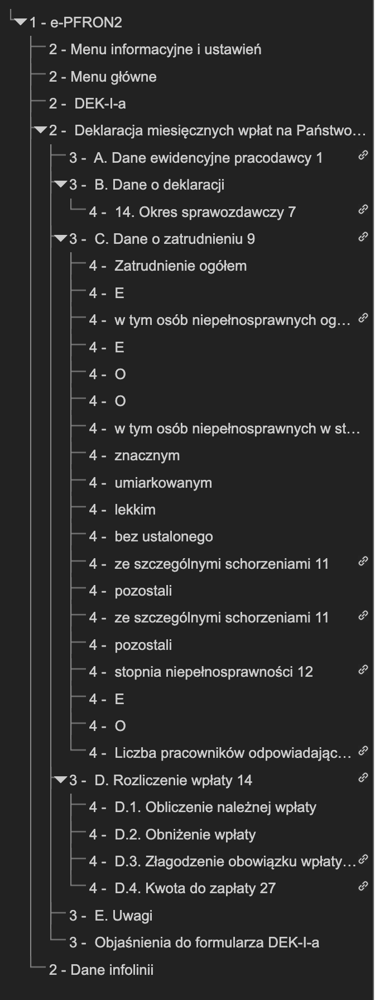 1 - e-PFRON2
2 - Menu informacyjne i ustawień
2 - Menu główne
2 - DEK-I-a
2 - Deklaracja miesięcznych wpłat na Państwo…
3 - A. Dane ewidencyjne pracodawcy 1
3 - B. Dane o deklaracji
4 - 14. Okres sprawozdawczy 7
3 - C. Dane o zatrudnieniu 9
4 - Zatrudnienie ogółem
4 - E
4 - w tym osób niepełnosprawnych og…
4 - E
4 - O
4 - O
4 - w tym osób niepełnosprawnych w st…
4 - znacznym
4 - umiarkowanym
4 - lekkim
4 - bez ustalonego
4 - ze szczególnymi schorzeniami 11
4 - pozostali
4 - ze szczególnymi schorzeniami 11
4 - pozostali
4 - stopnia niepełnosprawności 12
4 - E
4 - O
4 - Liczba pracowników odpowiadając…
3 - D. Rozliczenie wpłaty 14
4 - D.1. Obliczenie należnej wpłaty
4 - D.2. Obniżenie wpłaty
4 - D.3. Złagodzenie obowiązku wpłaty…
4 - D.4. Kwota do zapłaty 27
3 - E. Uwagi
3 - Objaśnienia do formularza DEK-I-a
2 - Dane infolinii